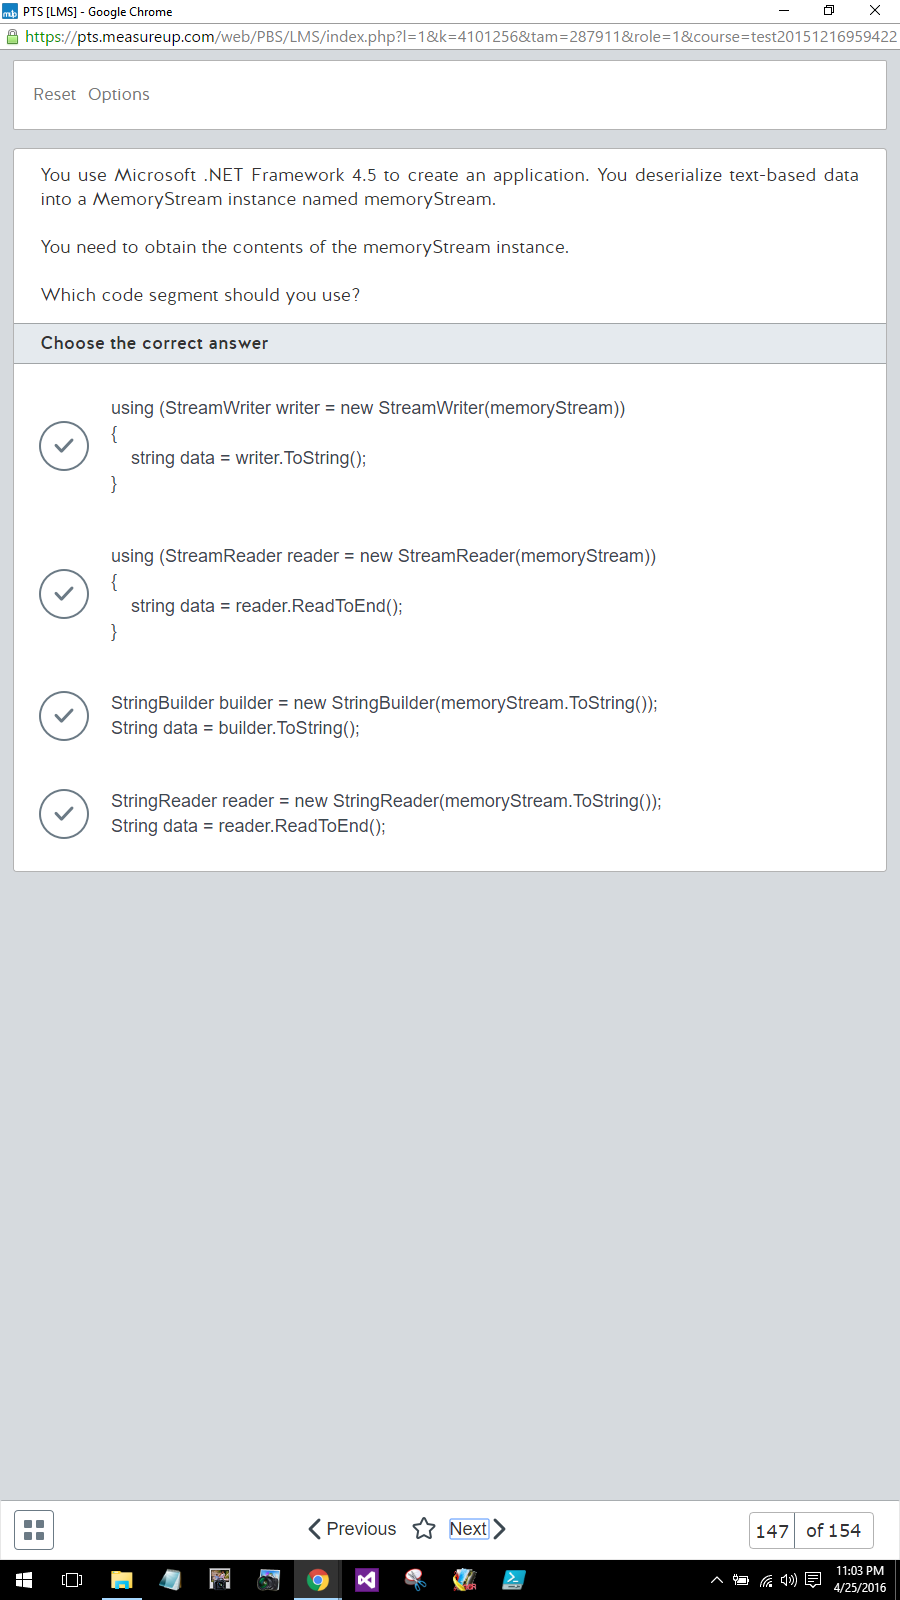 PTS [LMS] - Google Chrome
https://pts.measureup.com/web/PBS/LMS/index.php?l=1&k=4101256&tam=287911&role=1&course=test20151216959422
Reset Options
You use Microsoft .NET Framework 4.5 to create an application. You deserialize text-based data
into a MemoryStream instance named memoryStream.
You need to obtain the contents of the memoryStream instance.
Which code segment should you use?
Choose the correct answer
using (StreamWriter writer = new StreamWriter(memoryStream))
{
string data = writer.ToString();
}
using (StreamReader reader = new StreamReader(memoryStream))
{
string data = reader.ReadToEnd();
}
StringBuilder builder = new StringBuilder(memoryStream.ToString());
String data = builder.ToString();
StringReader reader = new StringReader(memoryStream.ToString());
String data = reader.ReadToEnd();
Previous Next 147 of 154
11:03 PM
4/25/2016